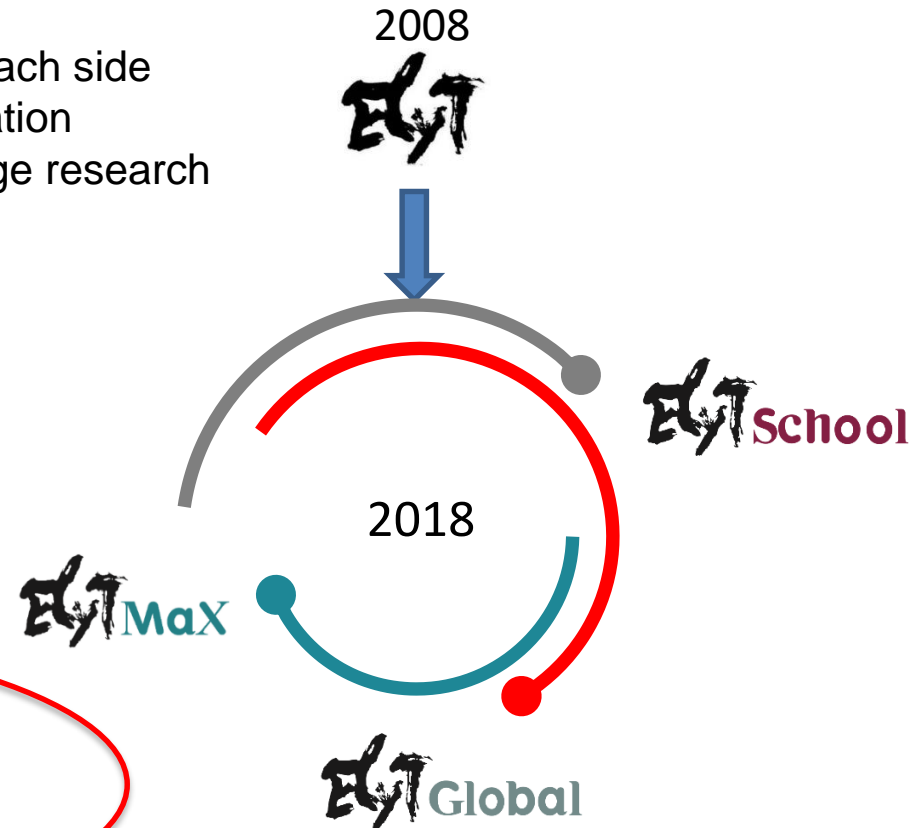 2008
ElyT
ach side
ation
ge research
ElyT School
2018
ElyT MaX
ElyT Global